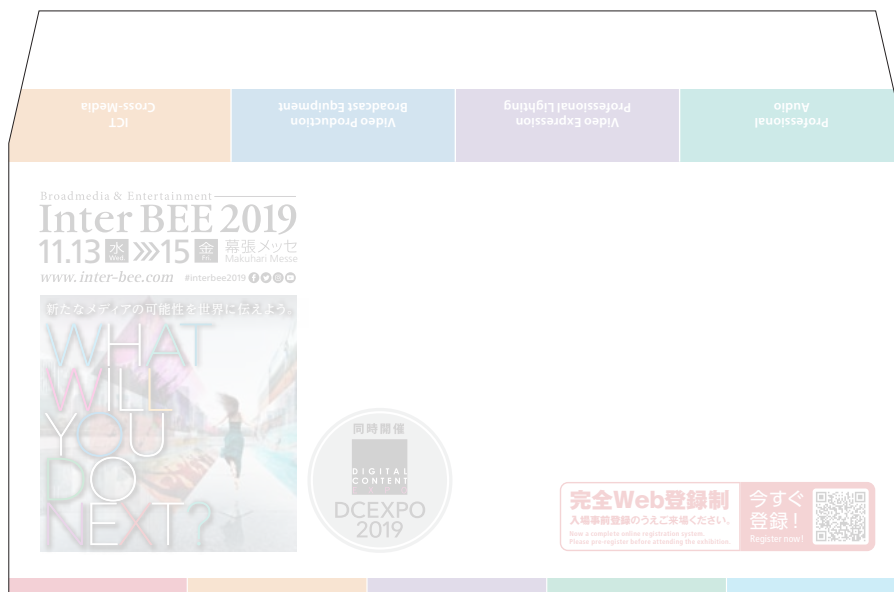 ICT
Cross-Media
Video Production
Broadcast Equipment
Video Expression
Professional Lighting
Professional
Audio
Broadmedia & Entertainment
Inter BEE 2019
11.13 水 Wed 15 金 Fri 幕張メッセ
Makuhari Messe
www.inter-bee.com #interbee2019
新たなメディアの可能性を世界に伝えよう。
WHAT
WILL
YOU
DO
NEXT?
同時開催
DIGITAL
CONTENT
DCEXPO
2019
完全Web登録制
入場事前登録のうえご来場ください。
Now a complete online registration system.
Please pre-register before attending the exhibition.
今すぐ
登録！
Register now!